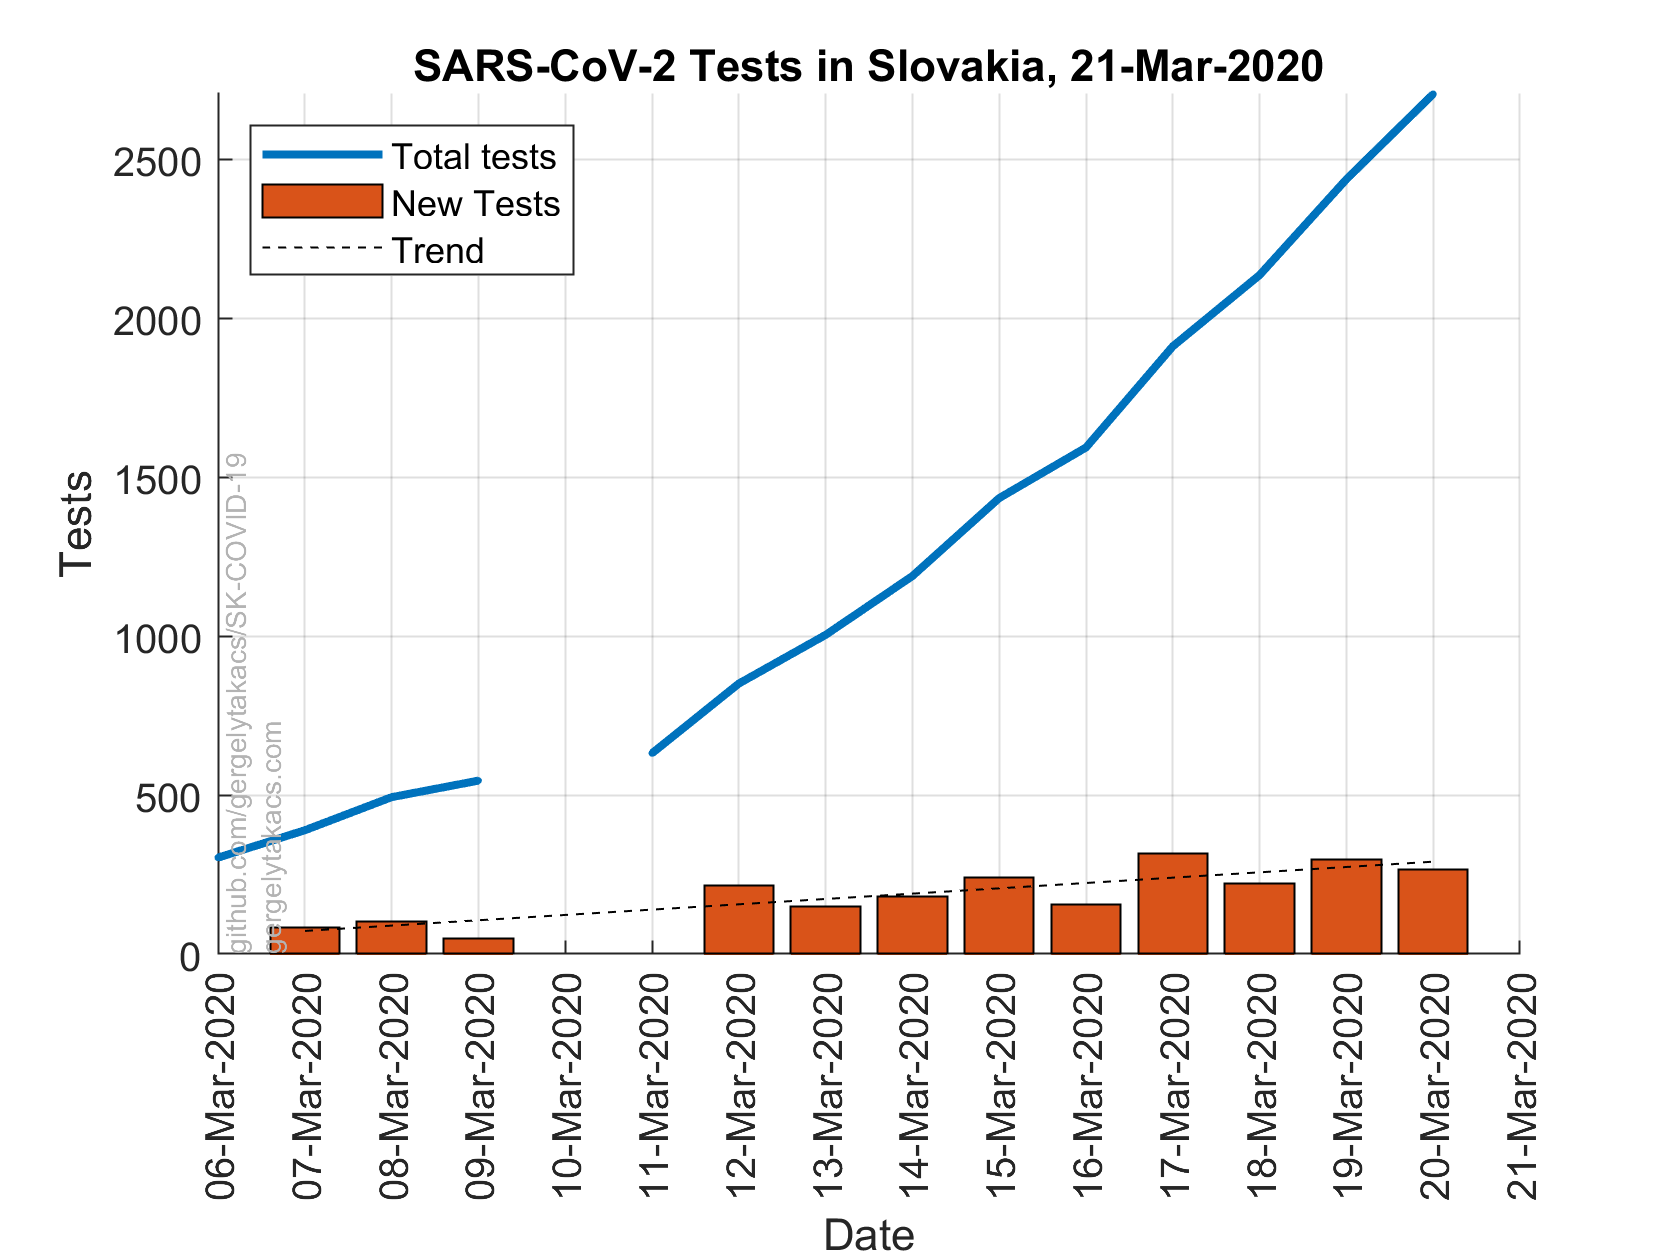 SARS-CoV-2 Tests in Slovakia, 21-Mar-2020
Total tests
New Tests
Trend
2500
2000
1500
1000
500
0
Tests
github.com/gergelytakacs/SK-COVID-19
gergelytakacs.com
06-Mar-2020
07-Mar-2020
08-Mar-2020
09-Mar-2020
10-Mar-2020
11-Mar-2020
12-Mar-2020
13-Mar-2020
14-Mar-2020
15-Mar-2020
16-Mar-2020
17-Mar-2020
18-Mar-2020
19-Mar-2020
20-Mar-2020
21-Mar-2020
Date